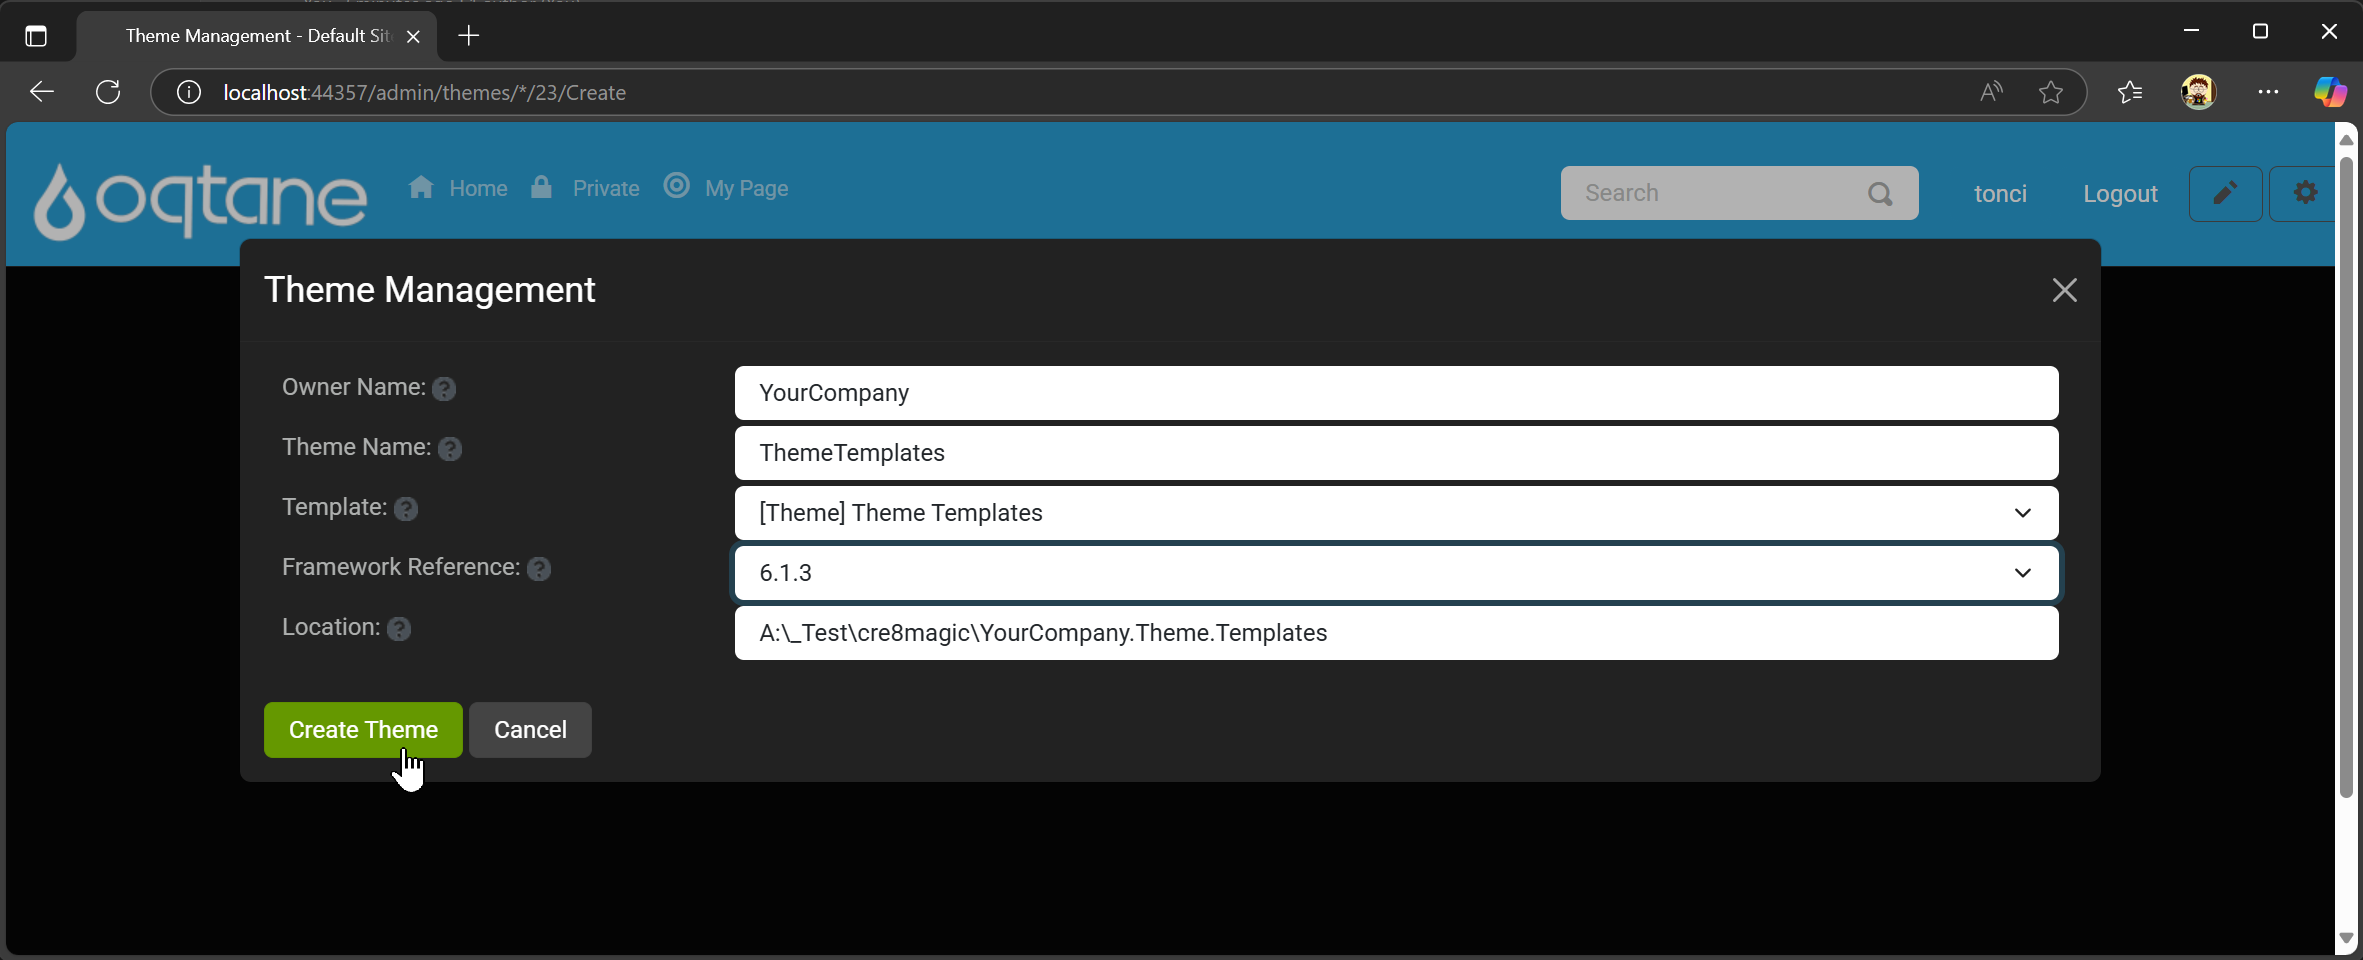 Theme Management - Default Sit
localhost:44357/admin/themes/*/23/Create
oqtane
Home Private My Page
Search
tonci
Logout
Theme Management
Owner Name: ?
YourCompany
Theme Name: ?
ThemeTemplates
Template: ?
[Theme] Theme Templates
Framework Reference: ?
6.1.3
Location: ?
A:\_Test\cre8magic\YourCompany.Theme.Templates
Create Theme
Cancel